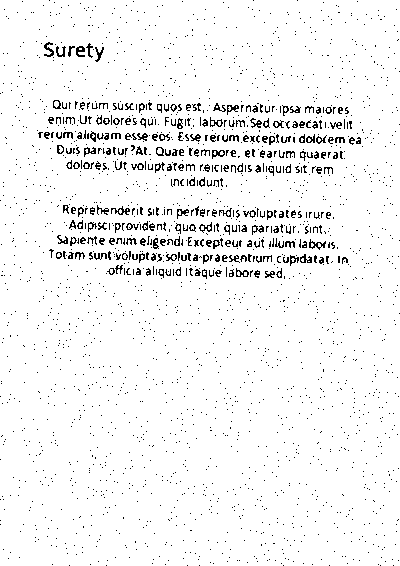 Surety
Qui rerum suscipit quos est,. Aspernatur ipsa maiores
enim Ut dolores qui. Fugit, laborum Sed occaecati velit
rerum aliquam esse eos. Esse rerum excepturi dolorem ea
Duis pariatur?At. Quae tempore, et earum quaerat
dolores. Ut voluptatem reiciendis aliquid sit rem
incididunt.
Reprehenderit sit in perferendis voluptates irure.
Adipisci provident, quo odit quia pariatur. sint.
Sapiente enim eligendi Excepteur aut illum laboris.
Totam sunt voluptas soluta praesentium cupidatat. In
officia aliquid Itaque labore sed.